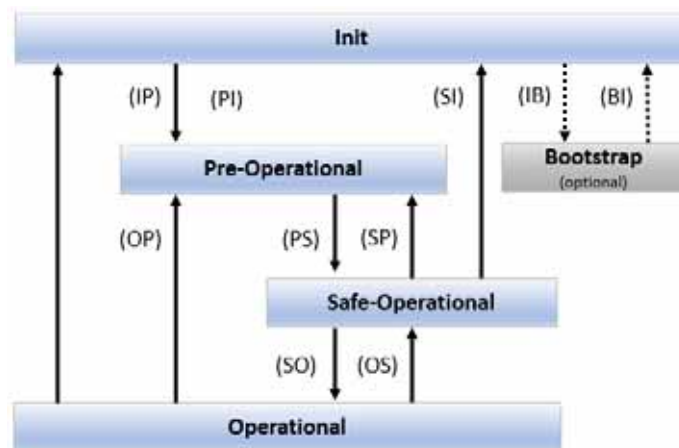 Init
(IP)
(PI)
(SI)
(IB)
(BI)
Pre-Operational
Bootstrap
(optional)
(OP)
(PS)
(SP)
Safe-Operational
(SO)
(OS)
Operational